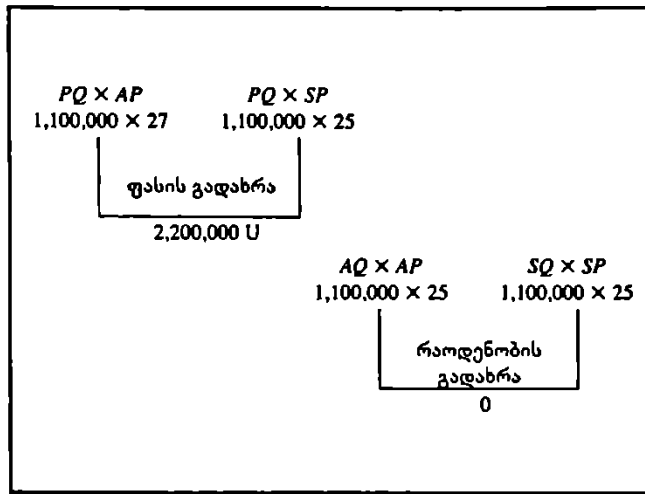 PQ × AP PQ × SP
1,100,000 × 27 1,100,000 × 25
ფასის გადახრა
2,200,000 U
AQ × AP SQ × SP
1,100,000 × 25 1,100,000 × 25
რაოდენობის
გადახრა
0